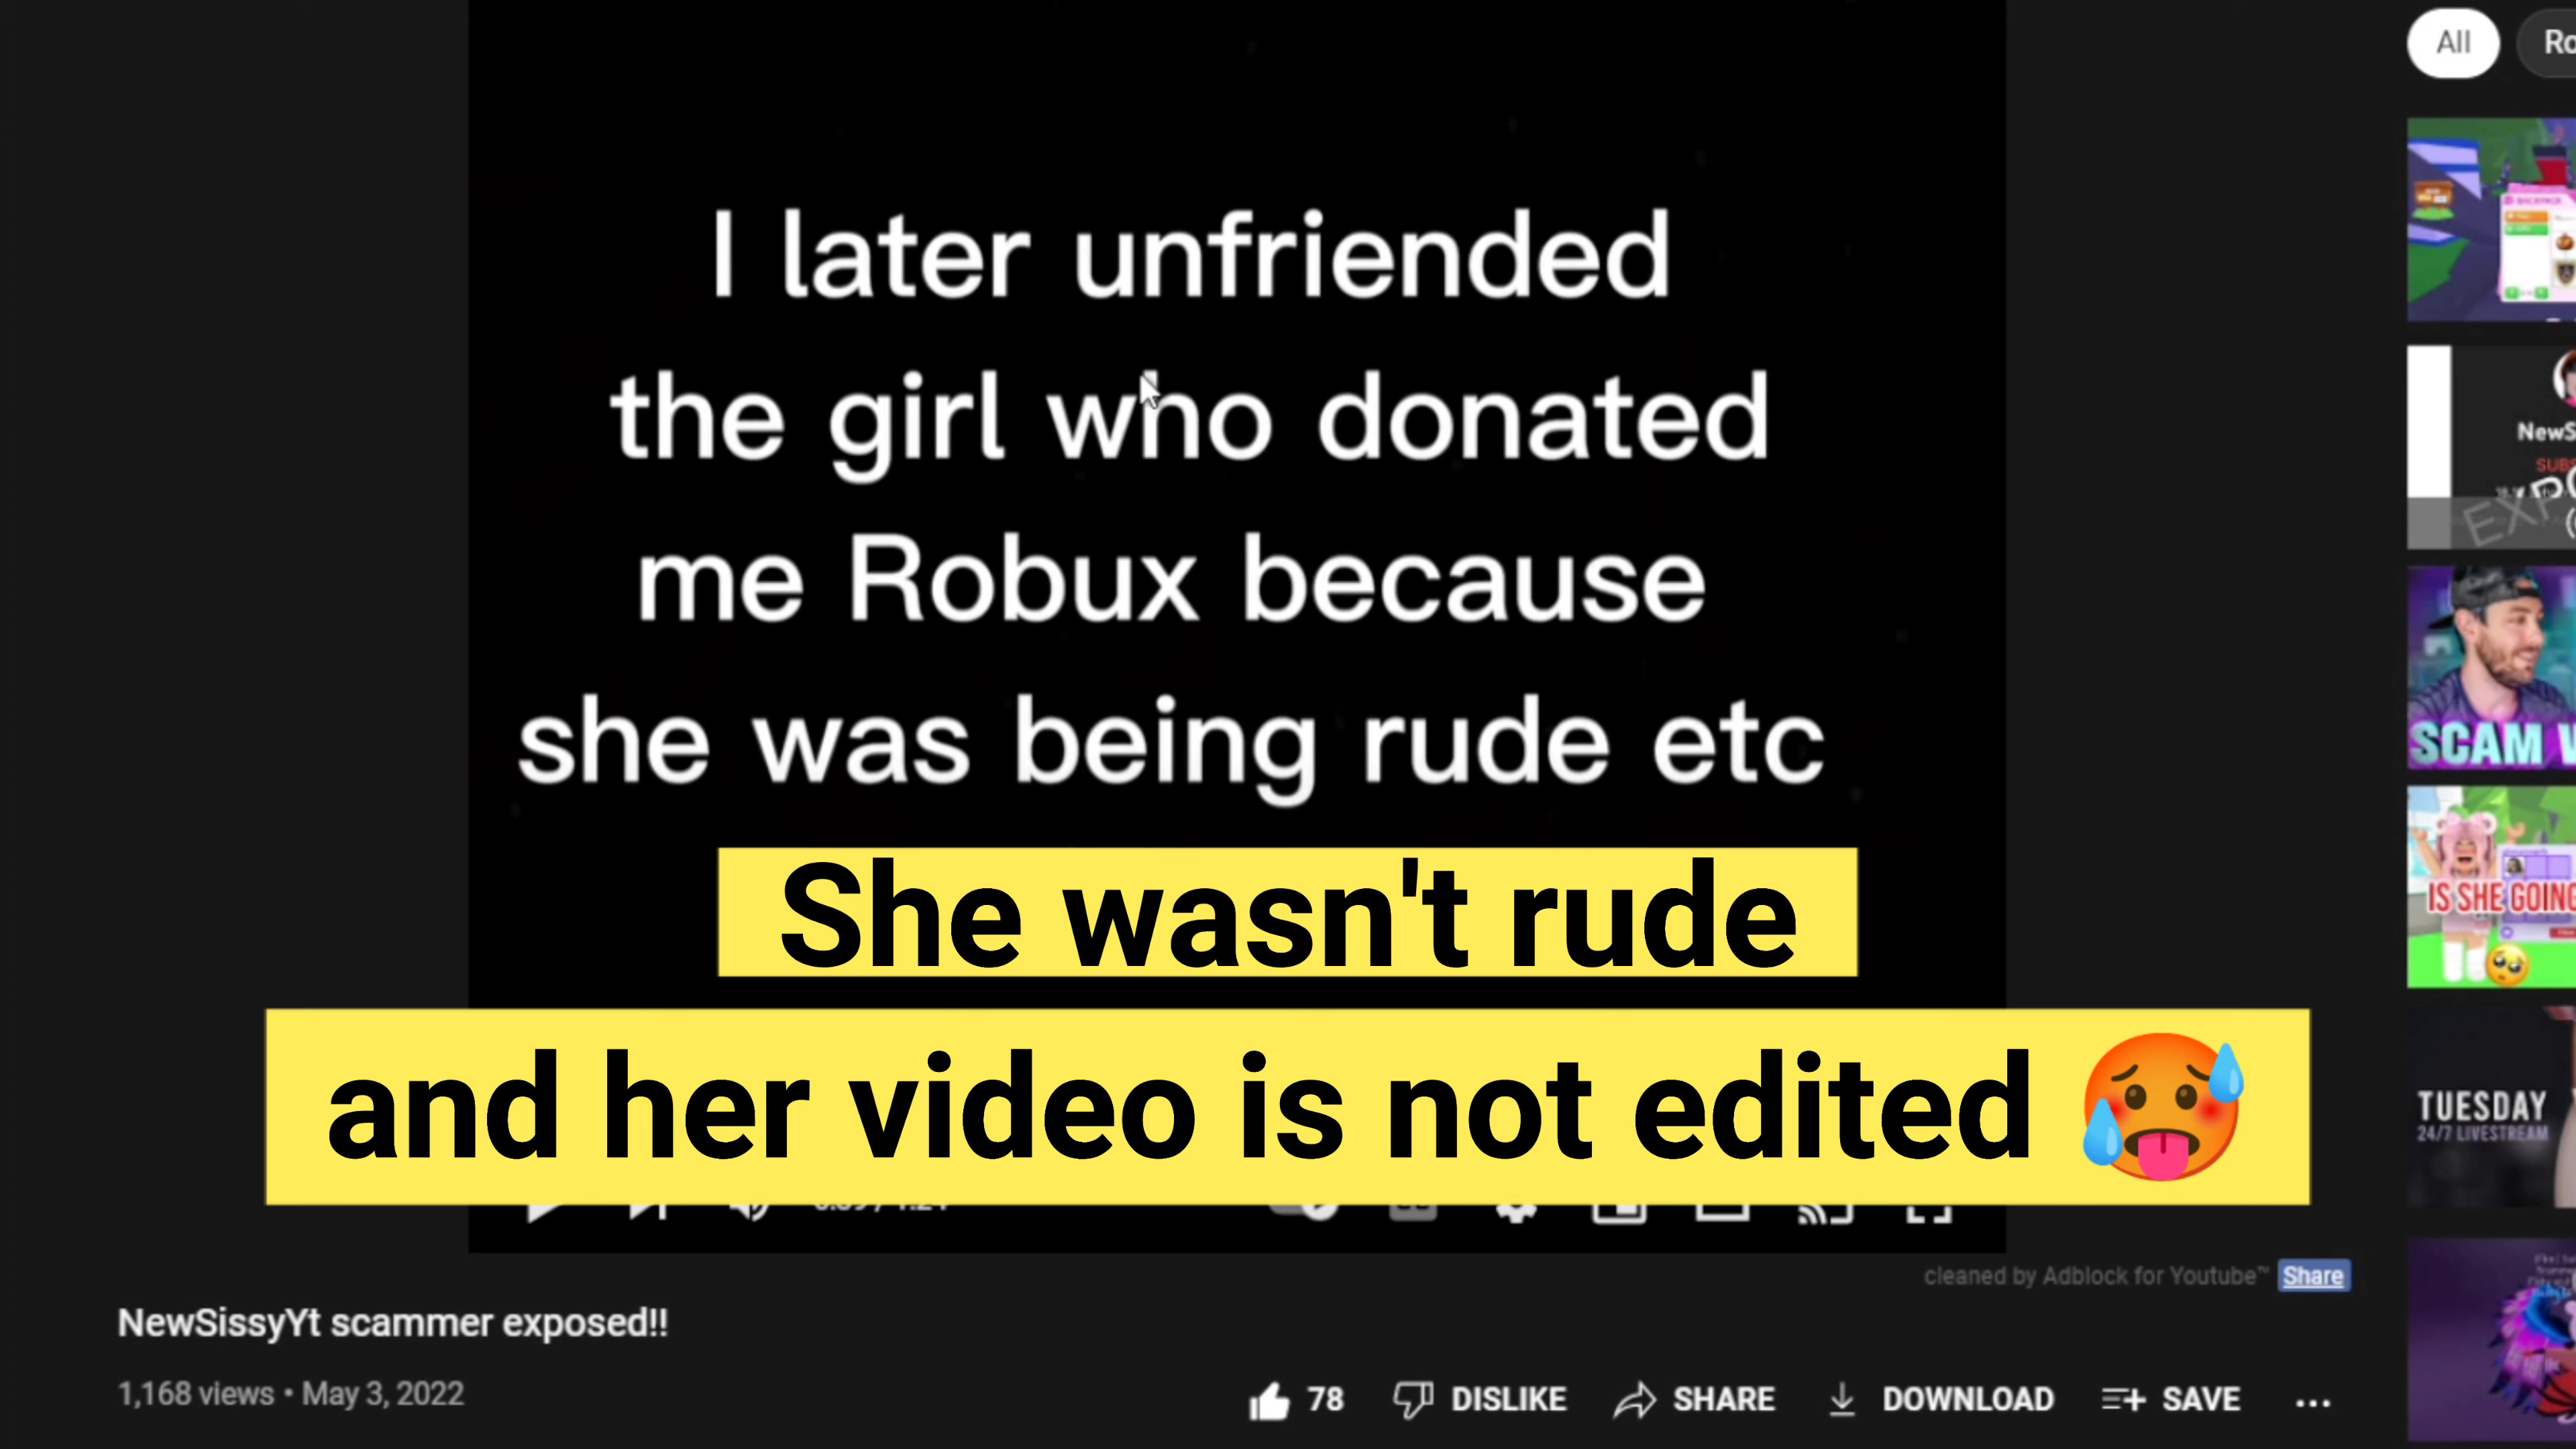 I later unfriended
the girl who donated
me Robux because
she was being rude etc
She wasn't rude
and her video is not edited 🥵
cleaned by Adblock for Youtube™ Share
NewSissyYt scammer exposed!!
1,168 views • May 3, 2022
78 DISLIKE SHARE DOWNLOAD SAVE ...
All
SCAM
IS SHE GOING
TUESDAY
24/7 LIVESTREAM